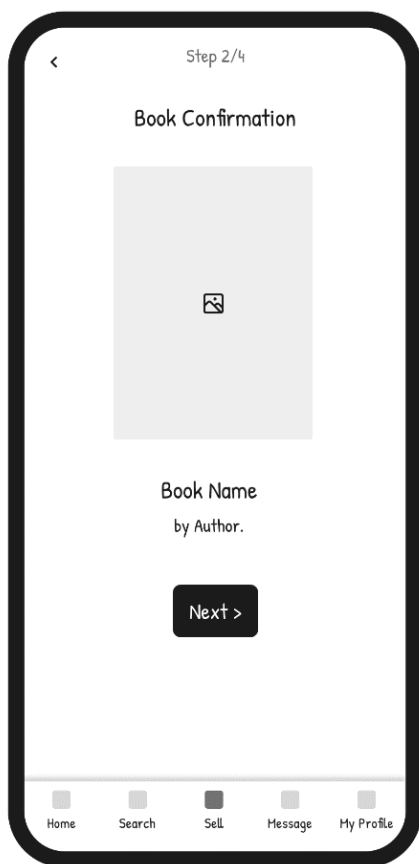 Step 2/4
Book Confirmation
Book Name
by Author.
Next >
Home Search Sell Message My Profile